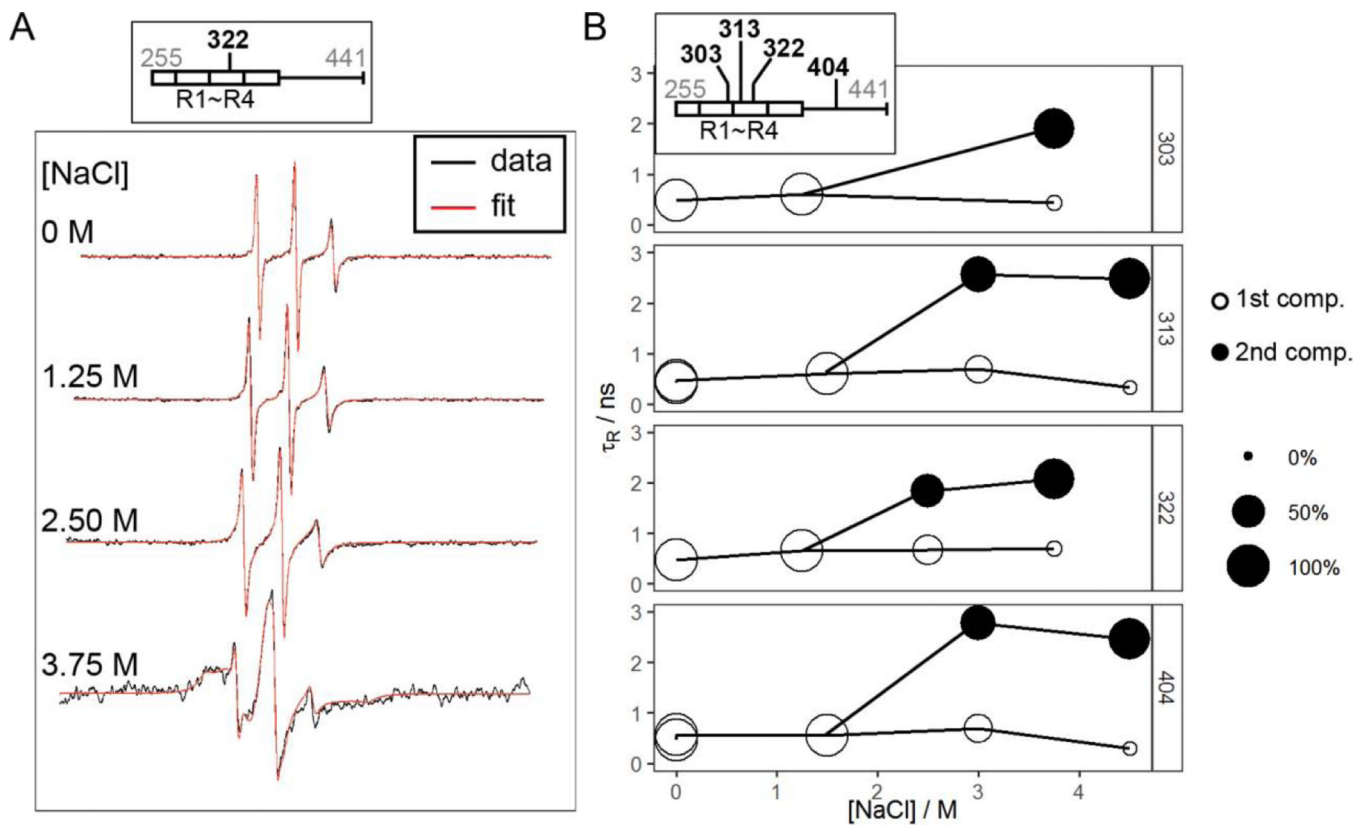 A
322
255
441
R1~R4
data
fit
[NaCl]
0 M
1.25 M
2.50 M
3.75 M
B
313
303
322
404
255
441
R1~R4
3
2
1
0
303
3
2
1
0
313
3
2
1
0
322
3
2
1
0
404
τR / ns
0
1
2
3
4
[NaCl] / M
1st comp.
2nd comp.
0%
50%
100%